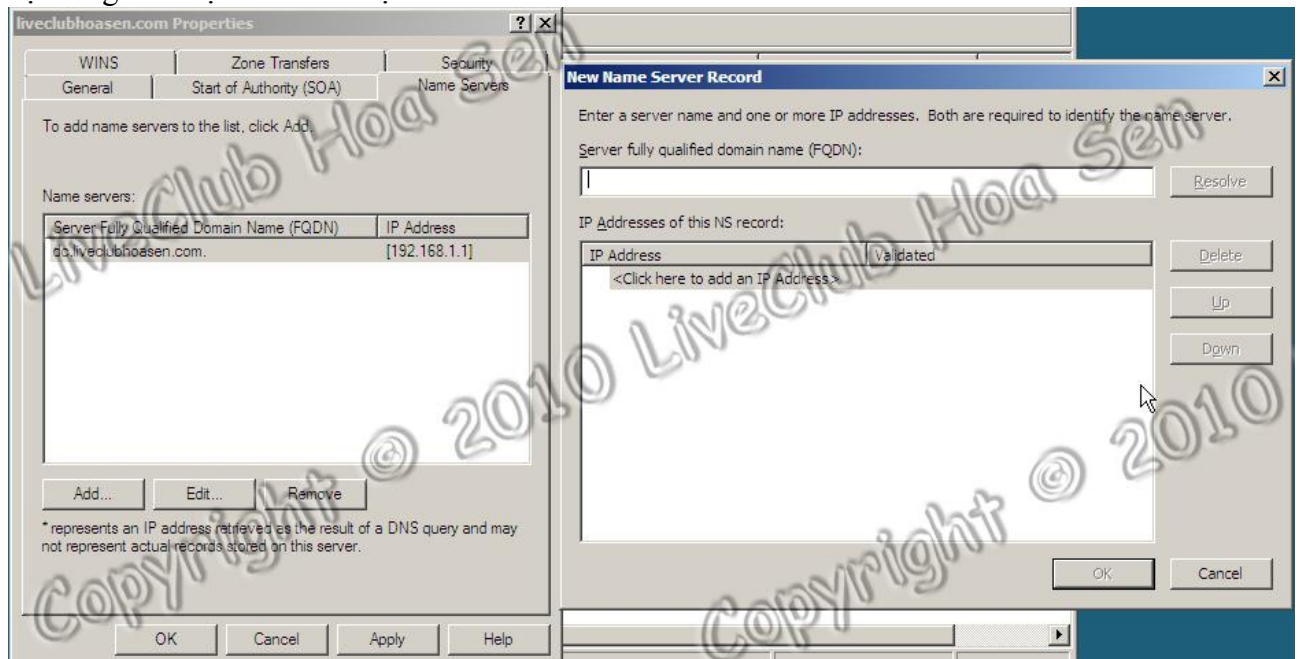 liveclubhoasen.com Properties
WINS Zone Transfers Security
General Start of Authority (SOA) Name Servers
To add name servers to the list, click Add.
Name servers:
Server Fully Qualified Domain Name (FQDN) IP Address
dc.liveclubhoasen.com. [192.168.1.1]
Add... Edit... Remove
* represents an IP address retrieved as the result of a DNS query and may
not represent actual records stored on this server.
OK Cancel Apply Help
New Name Server Record
Enter a server name and one or more IP addresses. Both are required to identify the name server.
Server fully qualified domain name (FQDN):
Resolve
IP Addresses of this NS record:
IP Address Validated
<Click here to add an IP Address>
Delete
Up
Down
OK Cancel
Copyright © 2010 LiveClub Hoa Sen
LiveClub Hoa Sen
Copyright © 2010